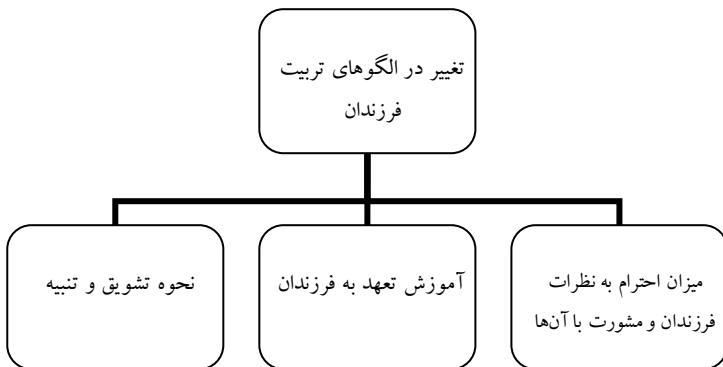 تغییر در الگوهای تربیت
فرزندان
میزان احترام به نظرات
فرزندان و مشورت با آن‌ها
آموزش تعهد به فرزندان
نحوه تشویق و تنبیه